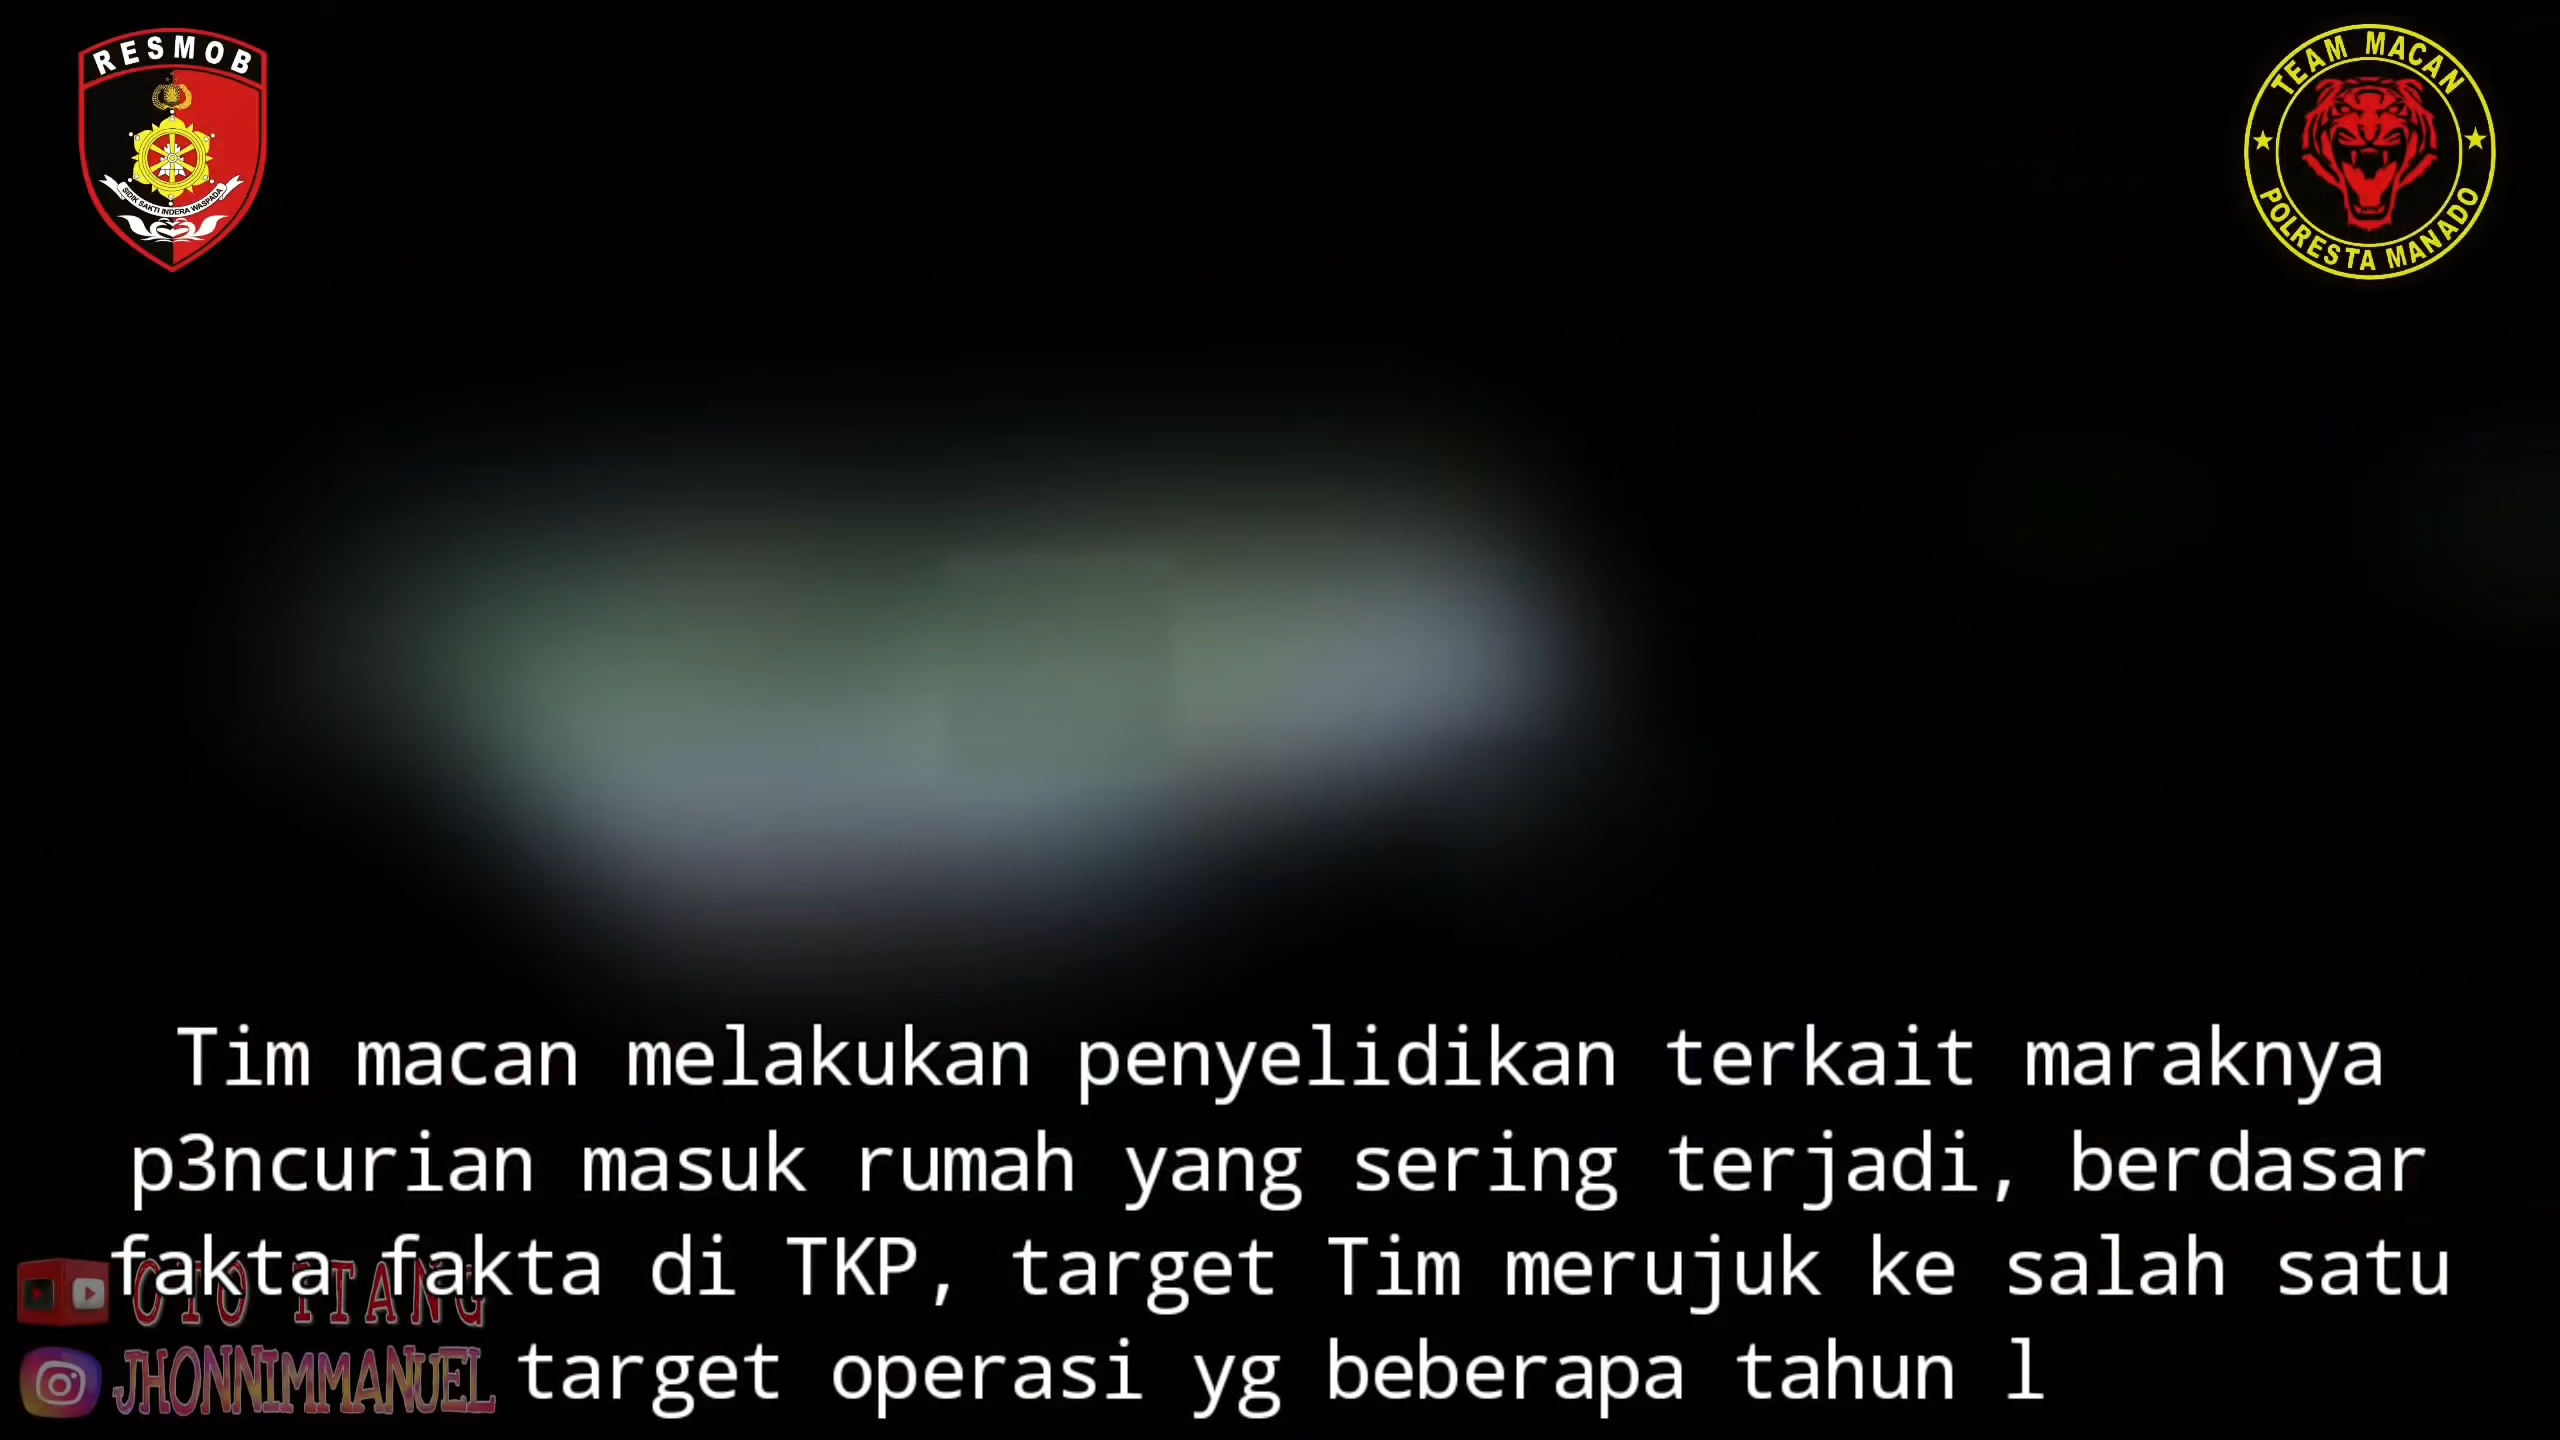 RESMOB
SIDIK SAKTI INDERA WASPADA
TEAM MACAN
POLRESTA MANADO
Tim macan melakukan penyelidikan terkait maraknya
p3ncurian masuk rumah yang sering terjadi, berdasar
fakta fakta di TKP, target Tim merujuk ke salah satu
target operasi yg beberapa tahun l
JHONNIMMANUEL